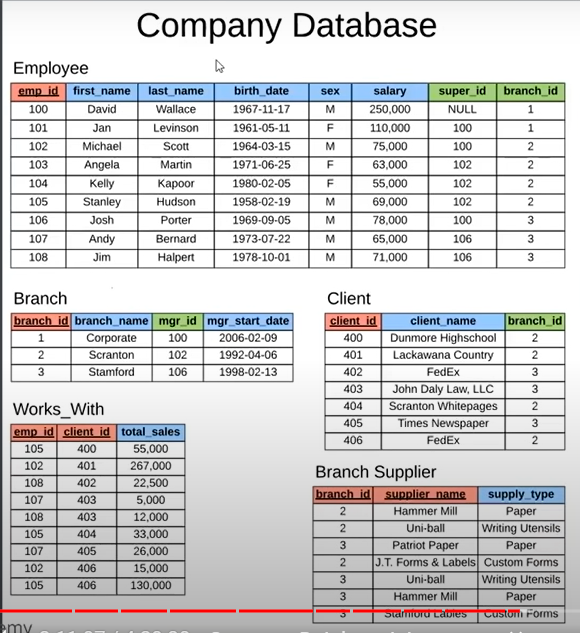 Company Database
Employee
emp_id first_name last_name birth_date sex salary super_id branch_id
100 David Wallace 1967-11-17 M 250,000 NULL 1
101 Jan Levinson 1961-05-11 F 110,000 100 1
102 Michael Scott 1964-03-15 M 75,000 100 2
103 Angela Martin 1971-06-25 F 63,000 102 2
104 Kelly Kapoor 1980-02-05 F 55,000 102 2
105 Stanley Hudson 1958-02-19 M 69,000 102 2
106 Josh Porter 1969-09-05 M 78,000 100 3
107 Andy Bernard 1973-07-22 M 65,000 106 3
108 Jim Halpert 1978-10-01 M 71,000 106 3
Branch
branch_id branch_name mgr_id mgr_start_date
1 Corporate 100 2006-02-09
2 Scranton 102 1992-04-06
3 Stamford 106 1998-02-13
Client
client_id client_name branch_id
400 Dunmore Highschool 2
401 Lackawana Country 2
402 FedEx 3
403 John Daly Law, LLC 3
404 Scranton Whitepages 2
405 Times Newspaper 3
406 FedEx 2
Works_With
emp_id client_id total_sales
105 400 55,000
102 401 267,000
108 402 22,500
107 403 5,000
108 403 12,000
105 404 33,000
107 405 26,000
102 406 15,000
105 406 130,000
Branch Supplier
branch_id supplier_name supply_type
2 Hammer Mill Paper
2 Uni-ball Writing Utensils
3 Patriot Paper Paper
2 J.T. Forms & Labels Custom Forms
3 Uni-ball Writing Utensils
3 Hammer Mill Paper
3 Stamford Lables Custom Forms